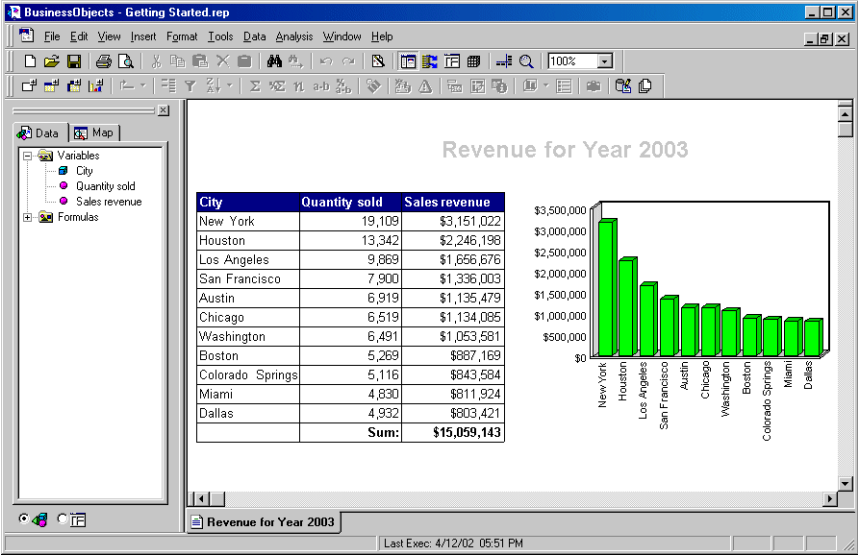 BusinessObjects - Getting Started.rep
File Edit View Insert Format Tools Data Analysis Window Help
100%
Data Map
Variables
City
Quantity sold
Sales revenue
Formulas
Revenue for Year 2003
City Quantity sold Sales revenue
New York 19,109 $3,151,022
Houston 13,342 $2,246,198
Los Angeles 9,869 $1,656,676
San Francisco 7,900 $1,336,003
Austin 6,919 $1,135,479
Chicago 6,519 $1,134,085
Washington 6,491 $1,053,581
Boston 5,269 $887,169
Colorado Springs 5,116 $843,584
Miami 4,830 $811,924
Dallas 4,932 $803,421
Sum: $15,059,143
$3,500,000
$3,000,000
$2,500,000
$2,000,000
$1,500,000
$1,000,000
$500,000
$0
New York
Houston
Los Angeles
San Francisco
Austin
Chicago
Washington
Boston
Colorado Springs
Miami
Dallas
Revenue for Year 2003
Last Exec: 4/12/02 05:51 PM